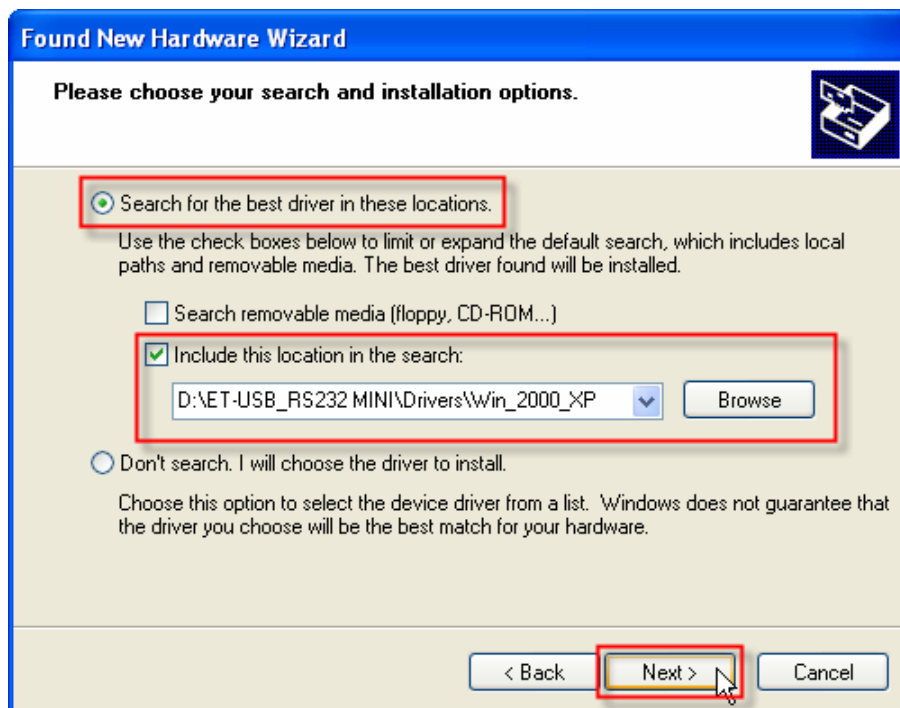 Found New Hardware Wizard
Please choose your search and installation options.
Search for the best driver in these locations.
Use the check boxes below to limit or expand the default search, which includes local
paths and removable media. The best driver found will be installed.
Search removable media (floppy, CD-ROM...)
Include this location in the search:
D:\ET-USB_RS232 MINI\Drivers\Win_2000_XP
Browse
Don't search. I will choose the driver to install.
Choose this option to select the device driver from a list.  Windows does not guarantee that
the driver you choose will be the best match for your hardware.
< Back
Next >
Cancel